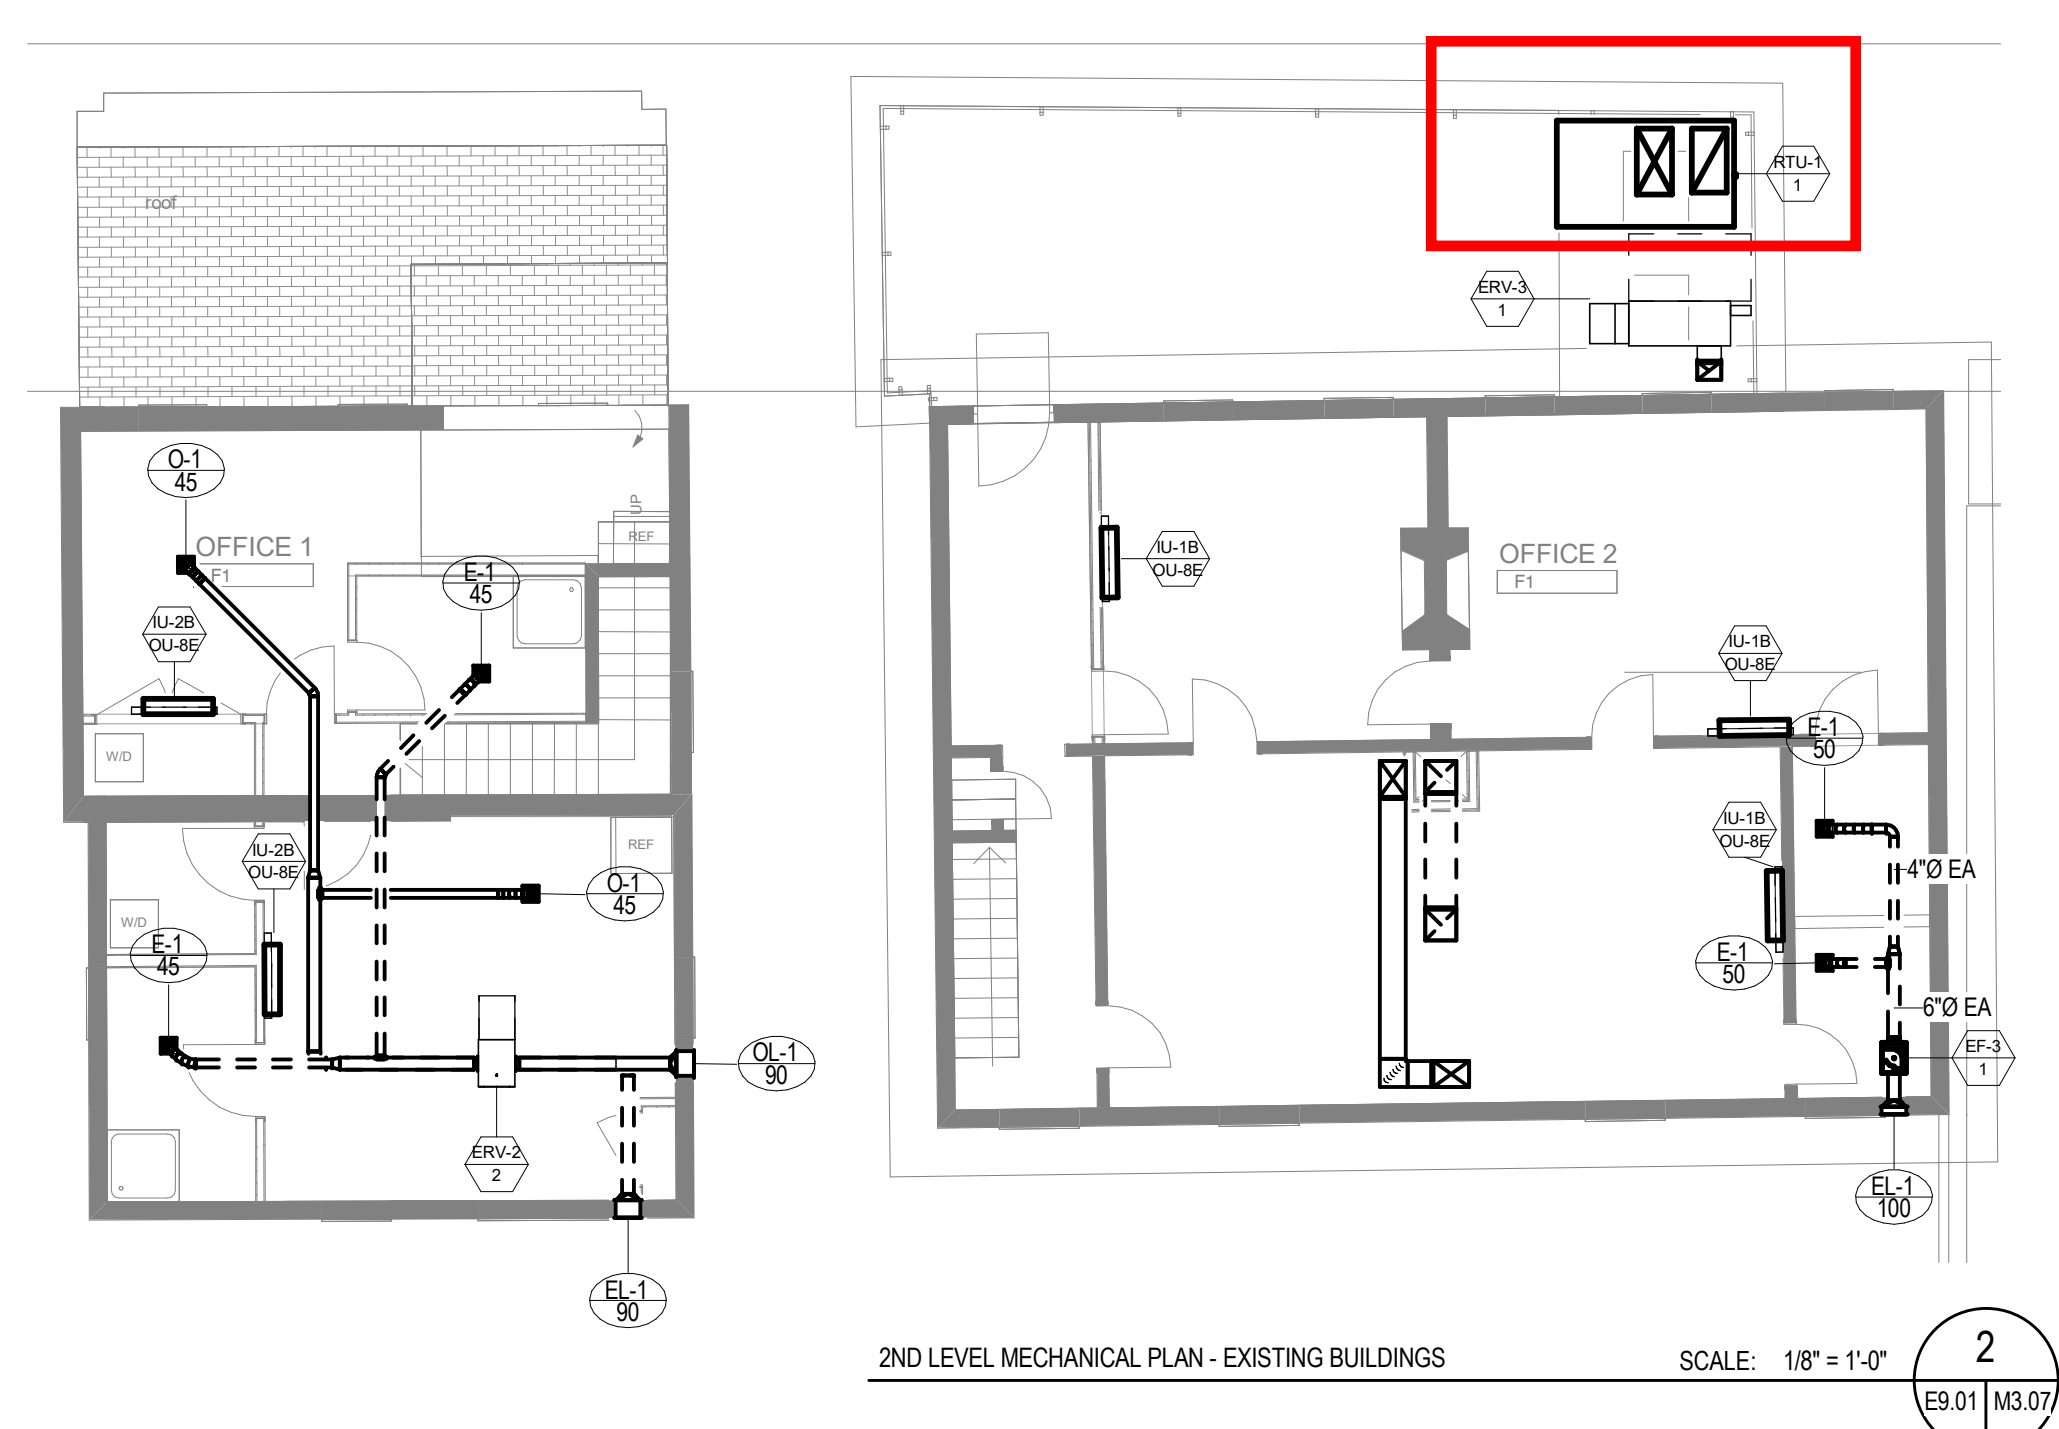 roof
RTU-1
1
ERV-3
1
O-1
45
UP
REF
OFFICE 1
F1
E-1
45
IU-2B
OU-8E
IU-1B
OU-8E
OFFICE 2
F1
IU-1B
OU-8E
E-1
50
W/D
IU-2B
OU-8E
REF
O-1
45
IU-1B
OU-8E
4"Ø EA
W/D
E-1
45
E-1
50
6"Ø EA
OL-1
90
EF-3
1
ERV-2
2
EL-1
100
EL-1
90
2ND LEVEL MECHANICAL PLAN - EXISTING BUILDINGS
SCALE: 1/8" = 1'-0"
2
E9.01 M3.07